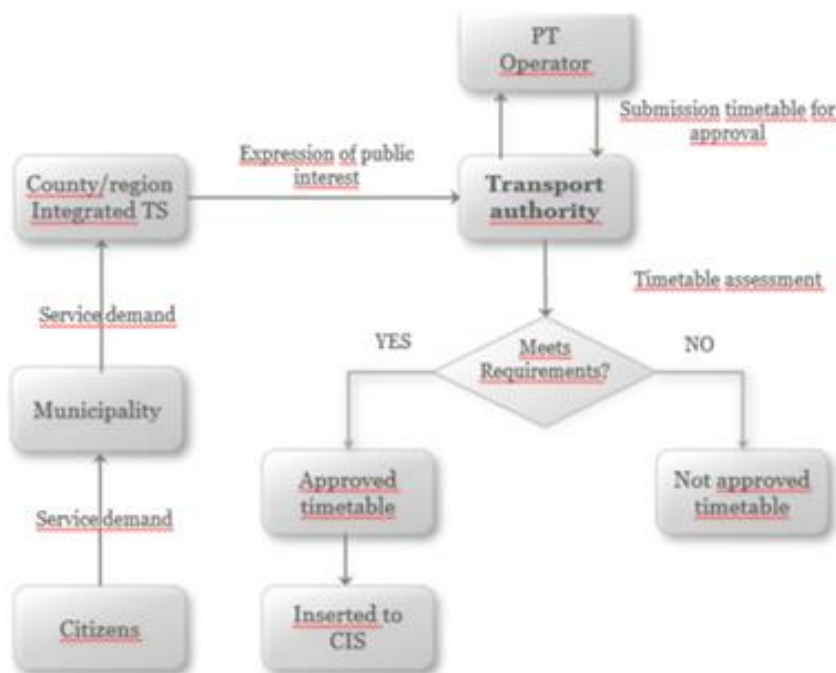 PT
Operator
Submission timetable for
approval
Expression of public
interest
County/region
Integrated TS
Transport
authority
Timetable assessment
Service demand
YES
Meets
Requirements?
NO
Municipality
Approved
timetable
Not approved
timetable
Service demand
Citizens
Inserted to
CIS